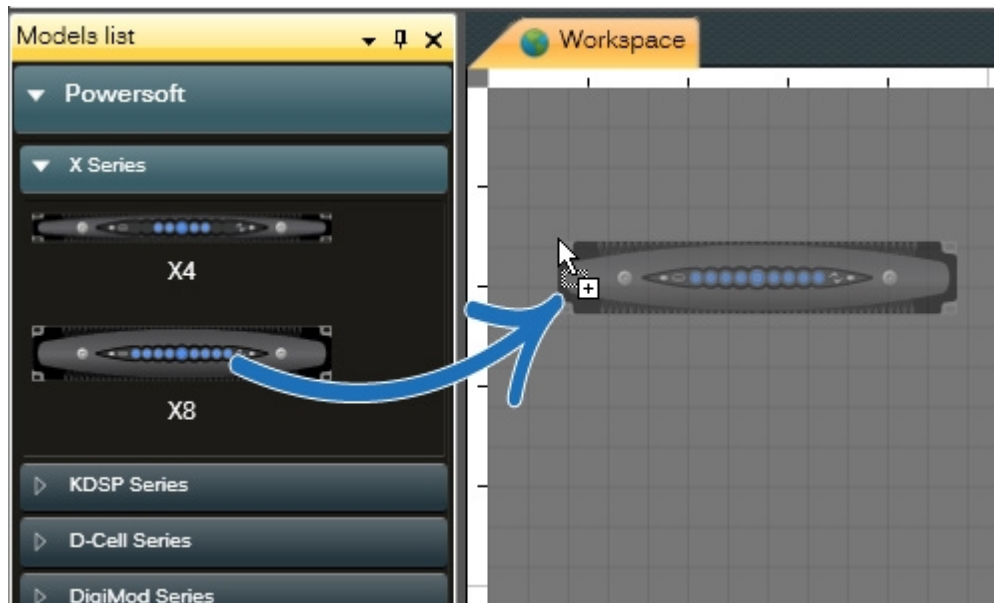 Models list
Workspace
Powersoft
X Series
X4
X8
KDSP Series
D-Cell Series
DigiMod Series